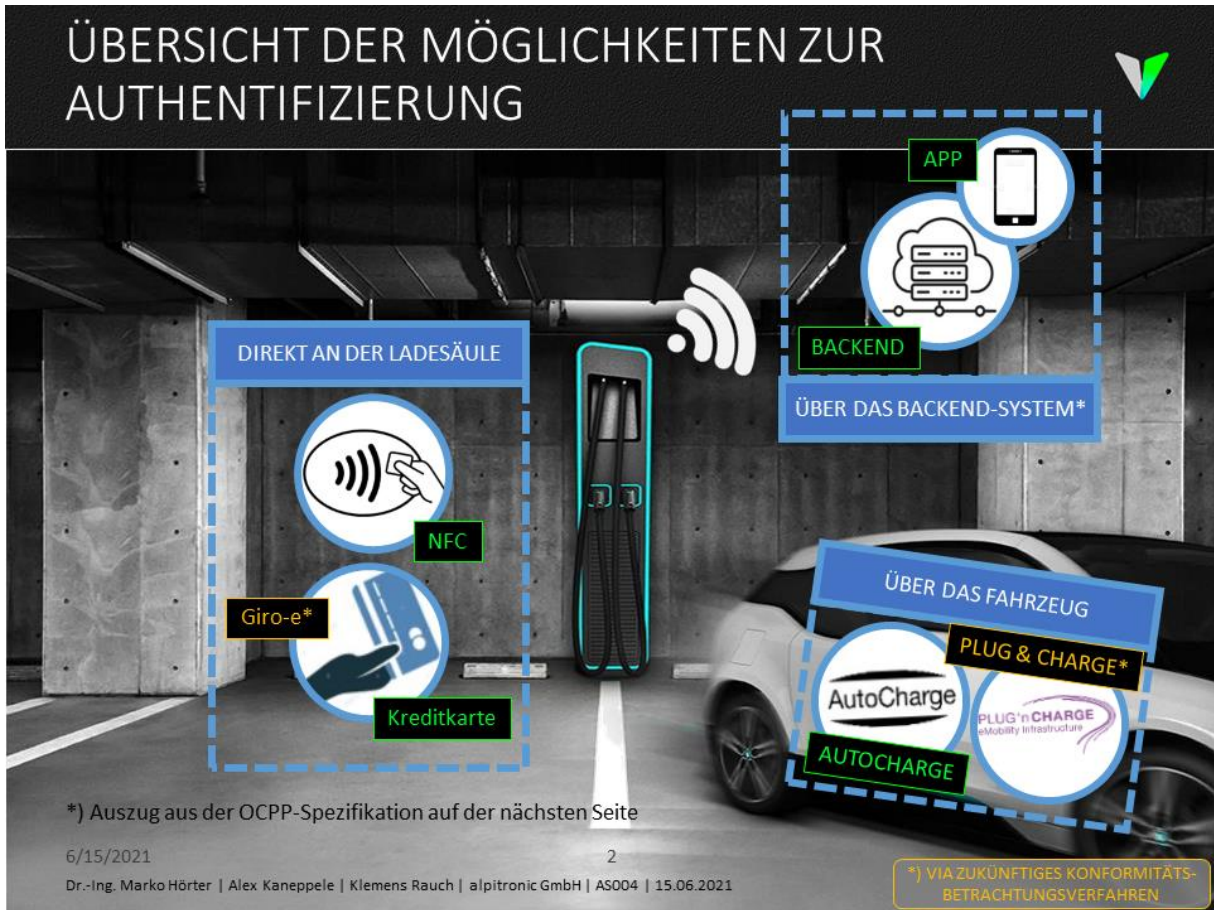 ÜBERSICHT DER MÖGLICHKEITEN ZUR
AUTHENTIFIZIERUNG
APP
BACKEND
ÜBER DAS BACKEND-SYSTEM*
DIREKT AN DER LADESÄULE
NFC
Giro-e*
Kreditkarte
ÜBER DAS FAHRZEUG
PLUG & CHARGE*
AutoCharge
PLUG'nCHARGE
eMobility Infrastructure
AUTOCHARGE
*) Auszug aus der OCPP-Spezifikation auf der nächsten Seite
6/15/2021
2
Dr.-Ing. Marko Hörter | Alex Kaneppele | Klemens Rauch | alpitronic GmbH | AS004 | 15.06.2021
*) VIA ZUKÜNFTIGES KONFORMITÄTS-
BETRACHTUNGSVERFAHREN